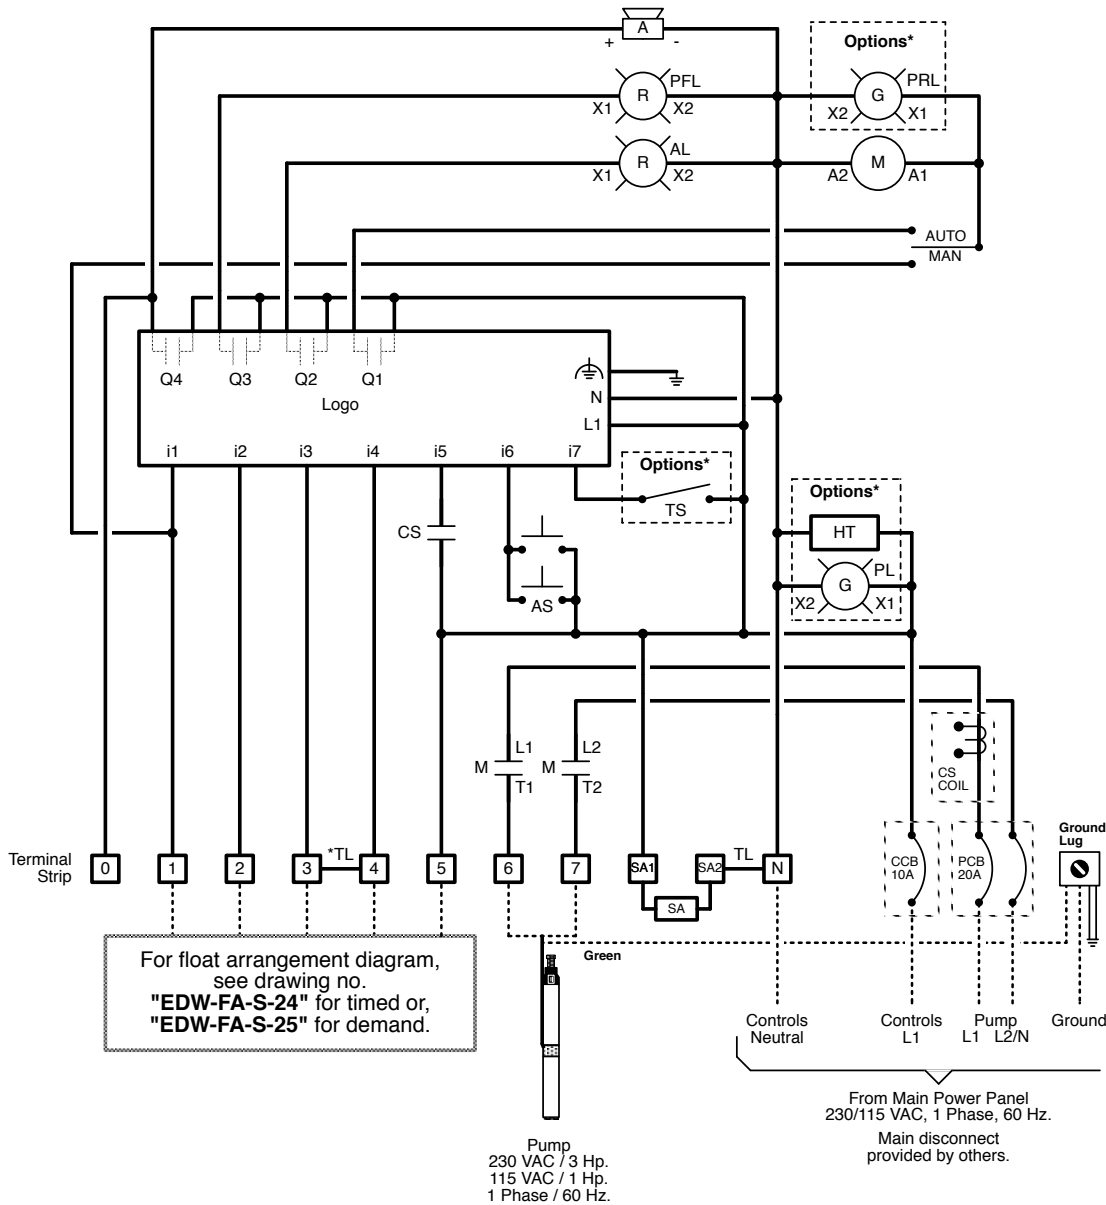 A
+ -
Options*
R PFL
X1 X2
G PRL
X2 X1
R AL
X1 X2
M
A2 A1
AUTO
MAN
Q4 Q3 Q2 Q1
Logo
N
L1
i1 i2 i3 i4 i5 i6 i7
Options*
TS
Options*
HT
CS
PL
G
X2 X1
AS
L1 L2
M M
T1 T2
CS
COIL
Terminal
Strip
0 1 2 3 *TL 4 5 6 7 SA1 SA2 TL N
SA
CCB
10A
PCB
20A
Ground
Lug
Green
For float arrangement diagram,
see drawing no.
"EDW-FA-S-24" for timed or,
"EDW-FA-S-25" for demand.
Controls
Neutral
Controls
L1
Pump
L1 L2/N
Ground
From Main Power Panel
230/115 VAC, 1 Phase, 60 Hz.
Main disconnect
provided by others.
Pump
230 VAC / 3 Hp.
115 VAC / 1 Hp.
1 Phase / 60 Hz.